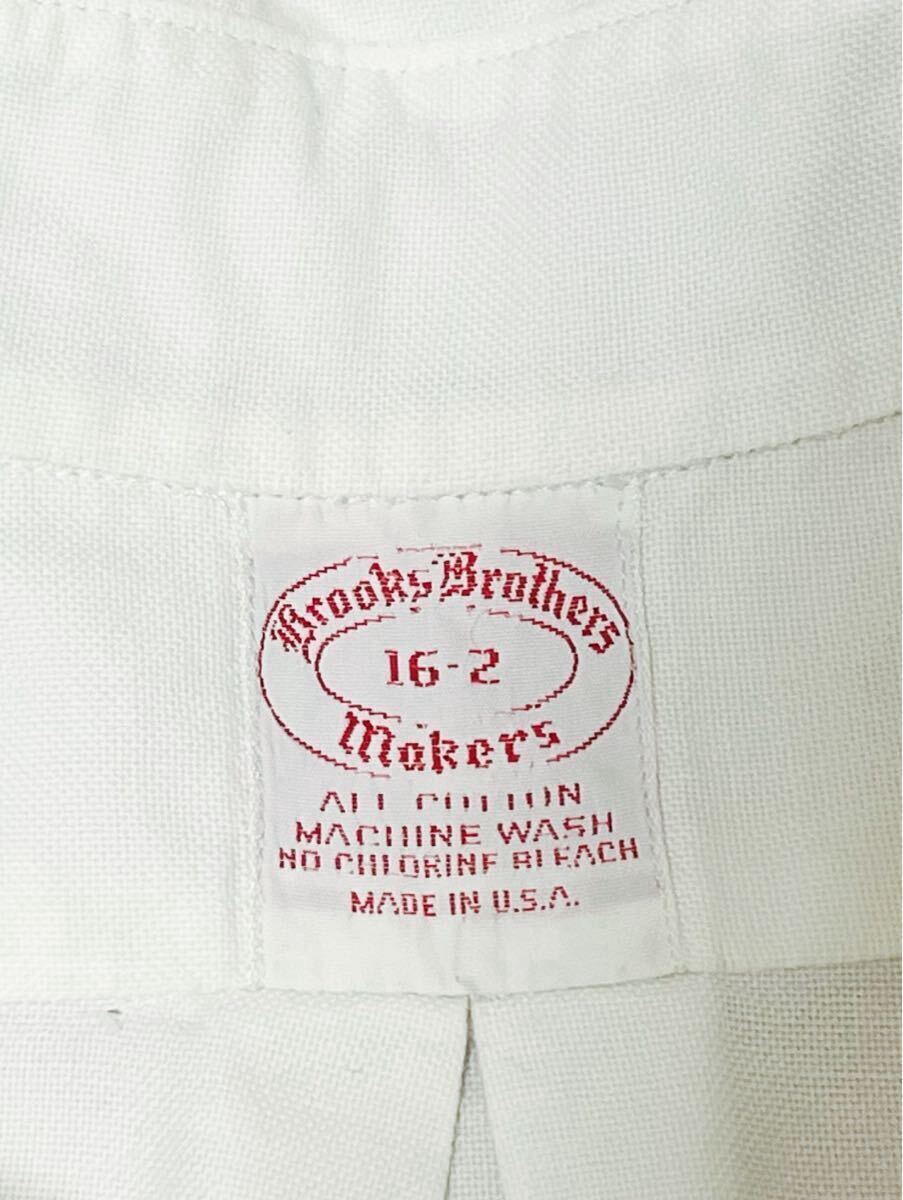 Brooks Brothers
16-2
Makers
ALL COTTON
MACHINE WASH
NO CHLORINE BLEACH
MADE IN U.S.A.